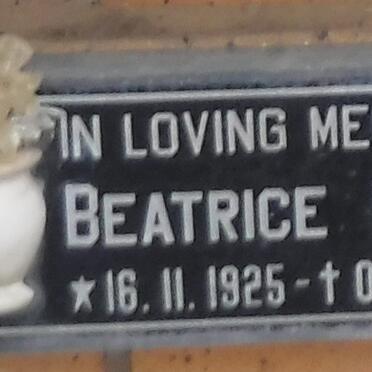 IN LOVING ME
BEATRICE
★16.11.1925-†0